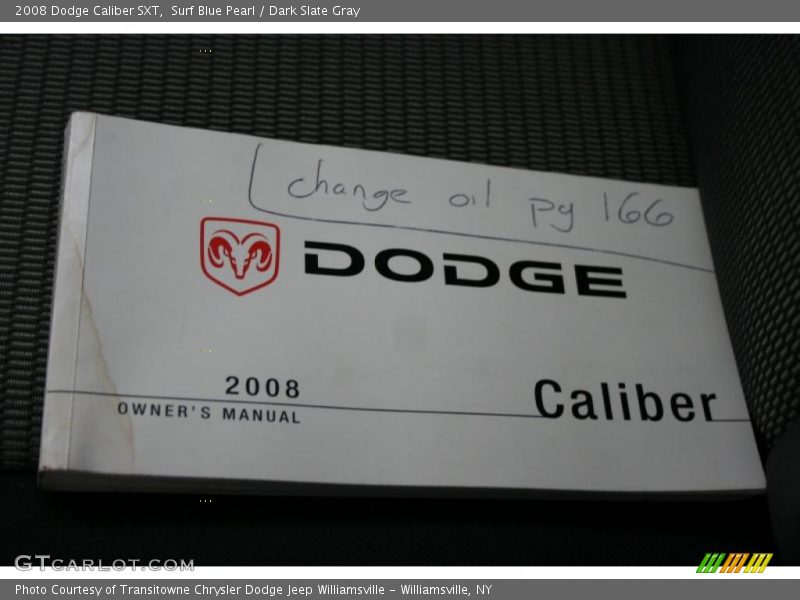 2008 Dodge Caliber SXT,  Surf Blue Pearl / Dark Slate Gray
change oil pg 166
DODGE
2008
OWNER'S MANUAL
Caliber
GTCARLOT.COM
Photo Courtesy of Transitowne Chrysler Dodge Jeep Williamsville - Williamsville, NY